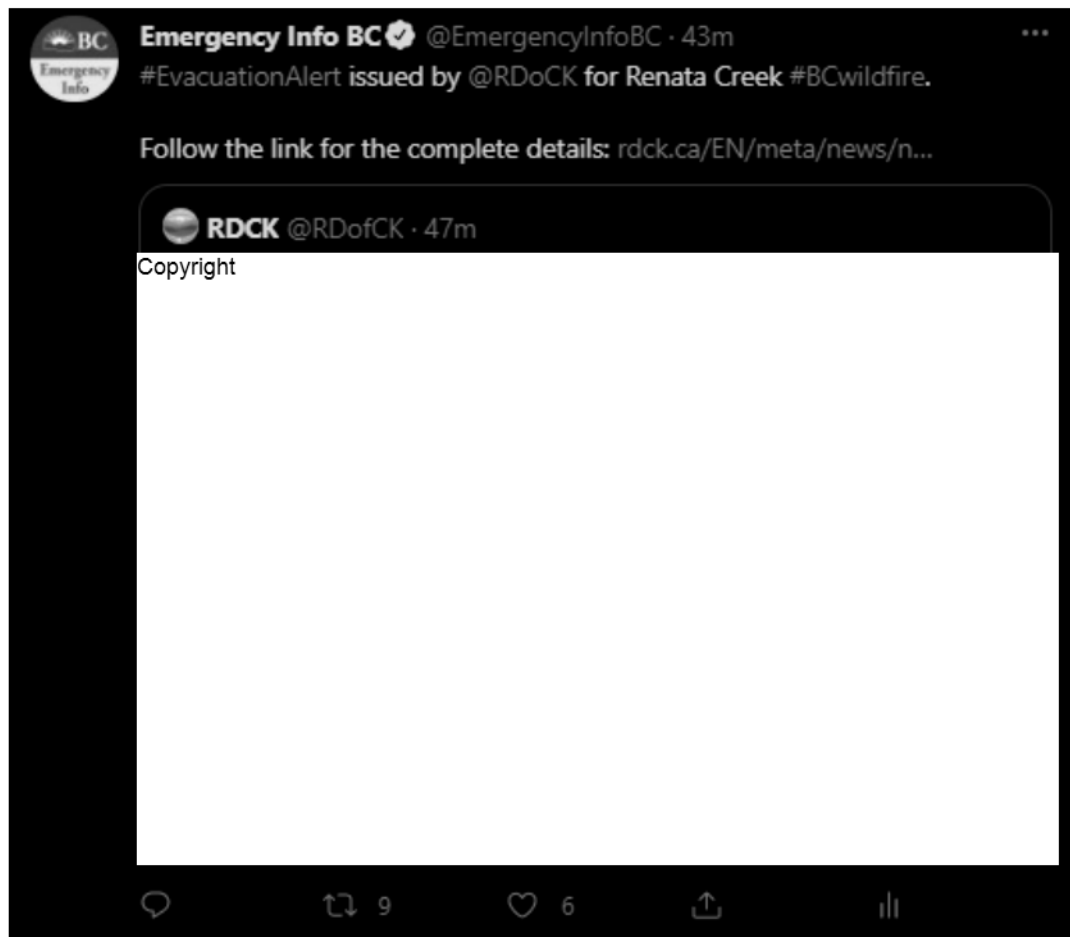 BC
Emergency
Info
Emergency Info BC @EmergencyInfoBC · 43m
#EvacuationAlert issued by @RDoCK for Renata Creek #BCwildfire.
Follow the link for the complete details: rdck.ca/EN/meta/news/n...
RDCK @RDofCK · 47m
Copyright
9 6